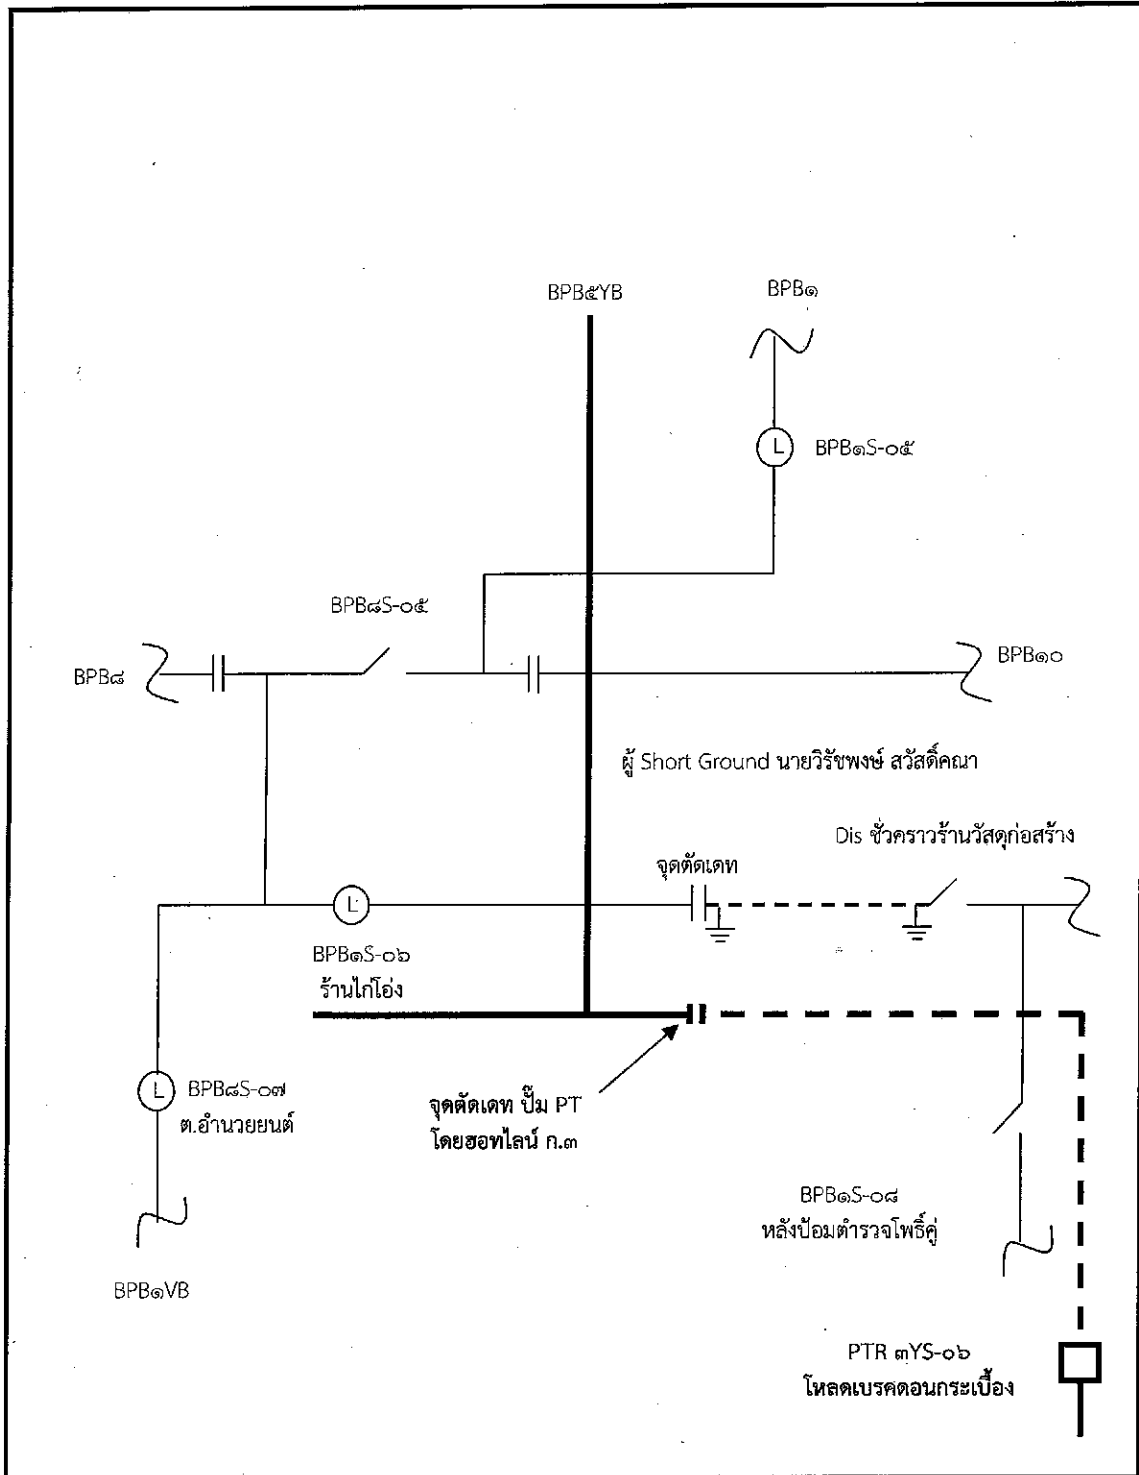 BPB๕YB
BPB๑
L
BPB๑S-๐๕
BPB๘S-๐๕
BPB๘
BPB๑๐
ผู้ Short Ground นายวิรัชพงษ์ สวัสดิ์คณา
Dis ชั่วคราวร้านวัสดุก่อสร้าง
จุดตัดเดท
L
BPB๑S-๐๖
ร้านไก่โอ่ง
L
BPB๘S-๐๗
ต.อำนวยยนต์
จุดตัดเดท ปั๊ม PT
โดยฮอทไลน์ ก.๓
BPB๑S-๐๘
หลังป้อมตำรวจโพธิ์คู่
BPB๑VB
PTR ๓YS-๐๖
โหลดเบรคดอนกระเบื้อง